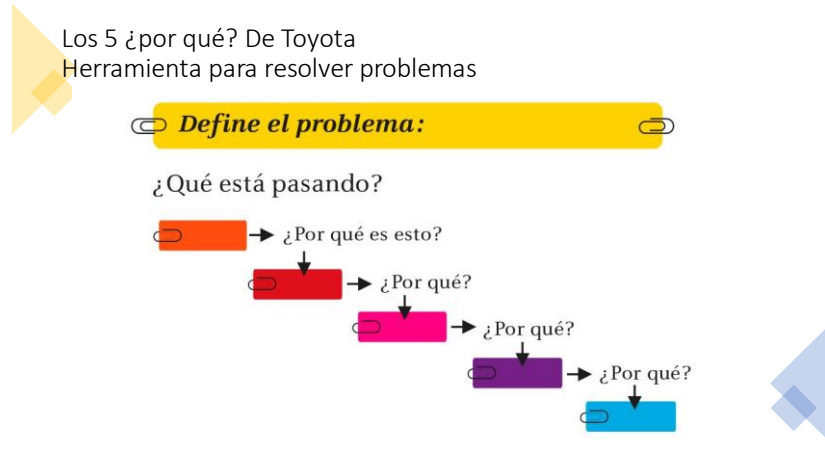 Los 5 ¿por qué? De Toyota
Herramienta para resolver problemas
Define el problema:
¿Qué está pasando?
¿Por qué es esto?
¿Por qué?
¿Por qué?
¿Por qué?